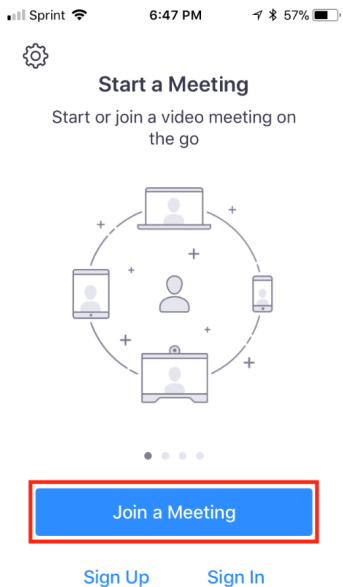 Sprint 6:47 PM 57%
Start a Meeting
Start or join a video meeting on
the go
Join a Meeting
Sign Up Sign In